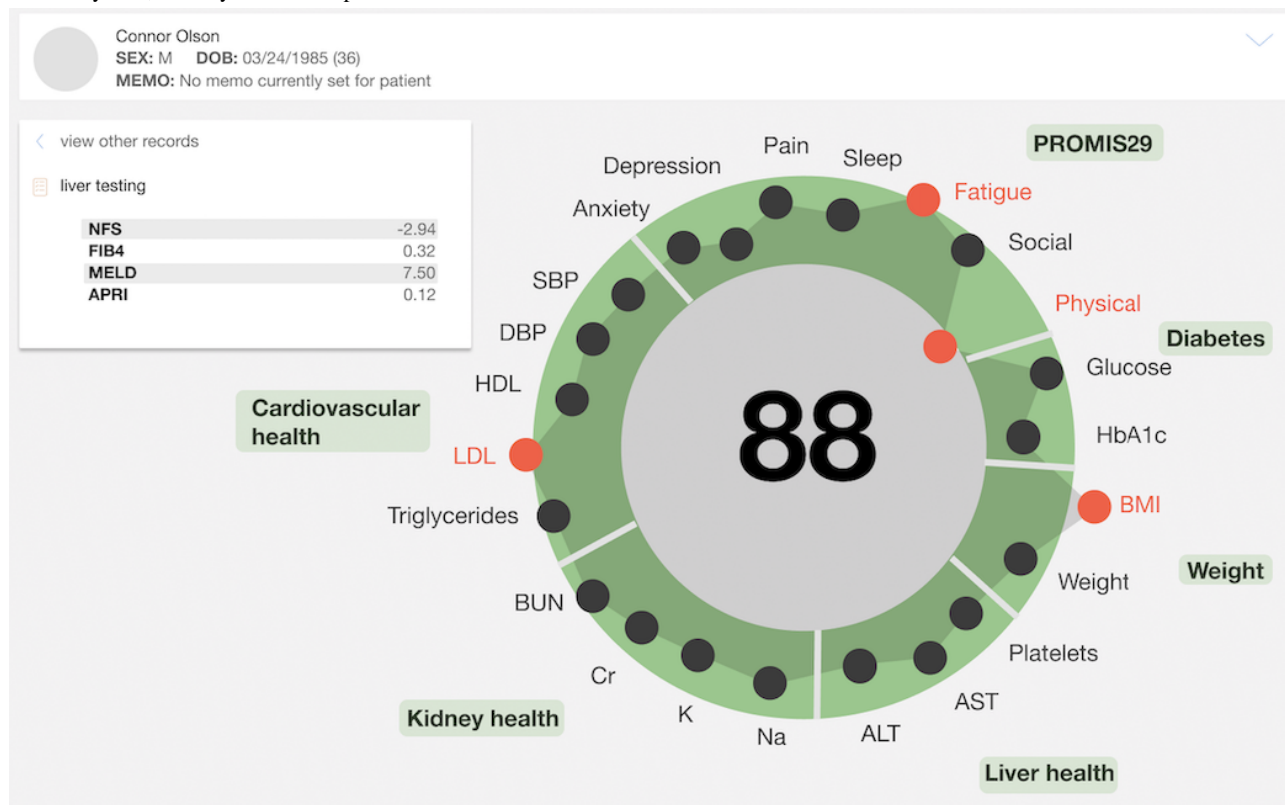 Connor Olson
SEX: M DOB: 03/24/1985 (36)
MEMO: No memo currently set for patient
view other records
liver testing
NFS -2.94
FIB4 0.32
MELD 7.50
APRI 0.12
PROMIS29
Pain
Sleep
Depression
Fatigue
Anxiety
Social
SBP
Physical
DBP
Diabetes
Glucose
HDL
Cardiovascular
health
88
HbA1c
LDL
BMI
Triglycerides
Weight
Weight
BUN
Platelets
Cr
AST
Kidney health
K
Na
ALT
Liver health